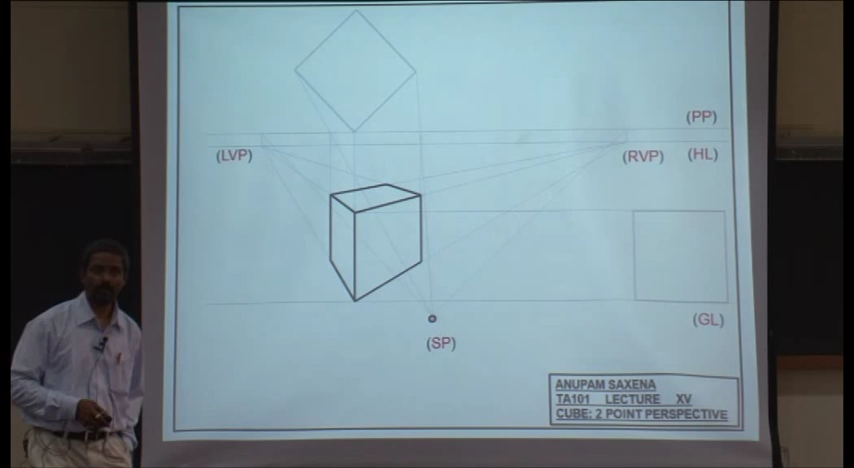 (PP)
(LVP)
(RVP)
(HL)
(GL)
(SP)
ANUPAM SAXENA
TA101 LECTURE XV
CUBE: 2 POINT PERSPECTIVE